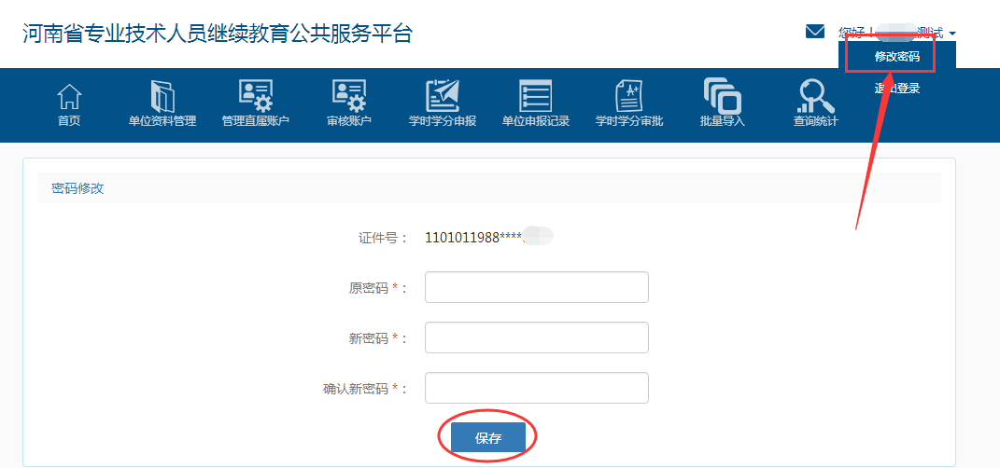 河南省专业技术人员继续教育公共服务平台
您好！测试
修改密码
退出登录
首页
单位资料管理
管理直属账户
审核账户
学时学分申报
单位申报记录
学时学分审批
批量导入
查询统计
密码修改
证件号： 1101011988****
原密码 *：
新密码 *：
确认新密码 *：
保存